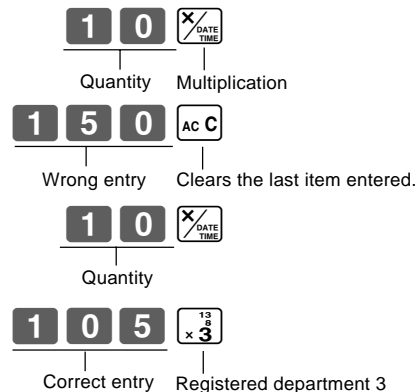 1 0 ×/DATE TIME
Quantity Multiplication
1 5 0 AC C
Wrong entry Clears the last item entered.
1 0 ×/DATE TIME
Quantity
1 0 5 13 8 ×3
Correct entry Registered department 3